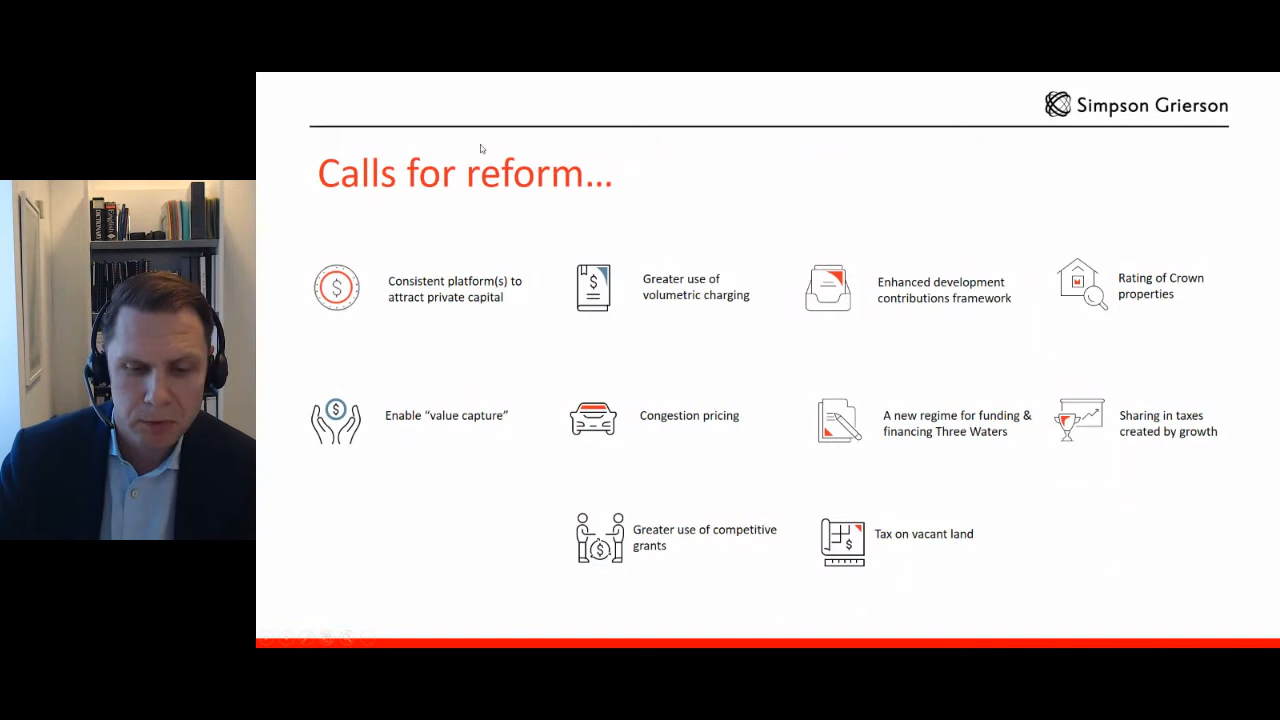 Simpson Grierson
Calls for reform...
Consistent platform(s) to
attract private capital
Greater use of
volumetric charging
Enhanced development
contributions framework
Rating of Crown
properties
Enable “value capture”
Congestion pricing
A new regime for funding &
financing Three Waters
Sharing in taxes
created by growth
Greater use of competitive
grants
Tax on vacant land
DICTIONARY
English